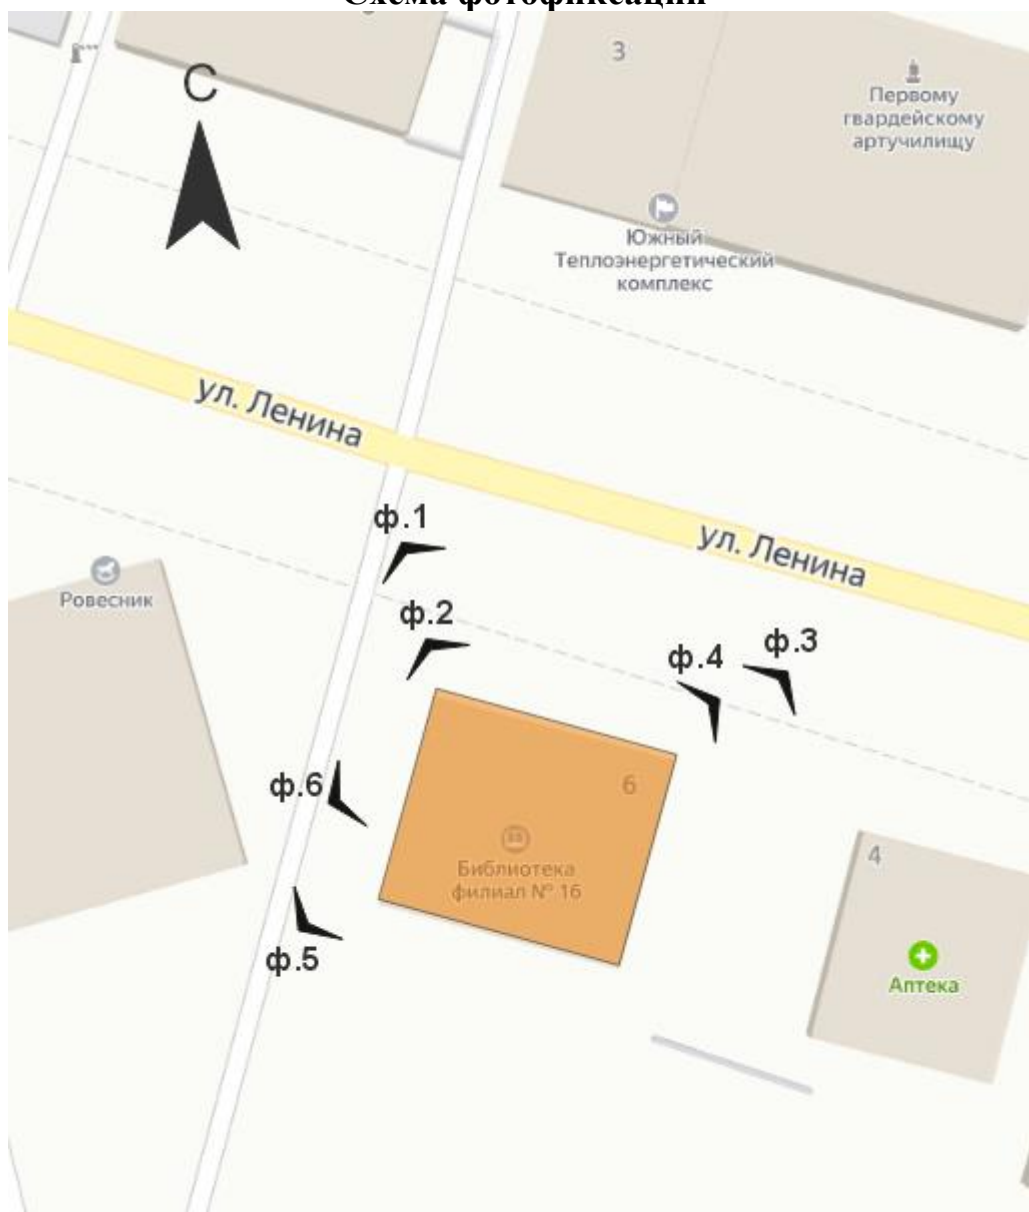 Схема фотофиксации
С
3
Первому
гвардейскому
артучилищу
Южный
Теплоэнергетический
комплекс
ул. Ленина
ул. Ленина
ф.1
Ровесник
ф.2
ф.3
ф.4
6
ф.6
Библиотека
филиал № 16
4
ф.5
Аптека